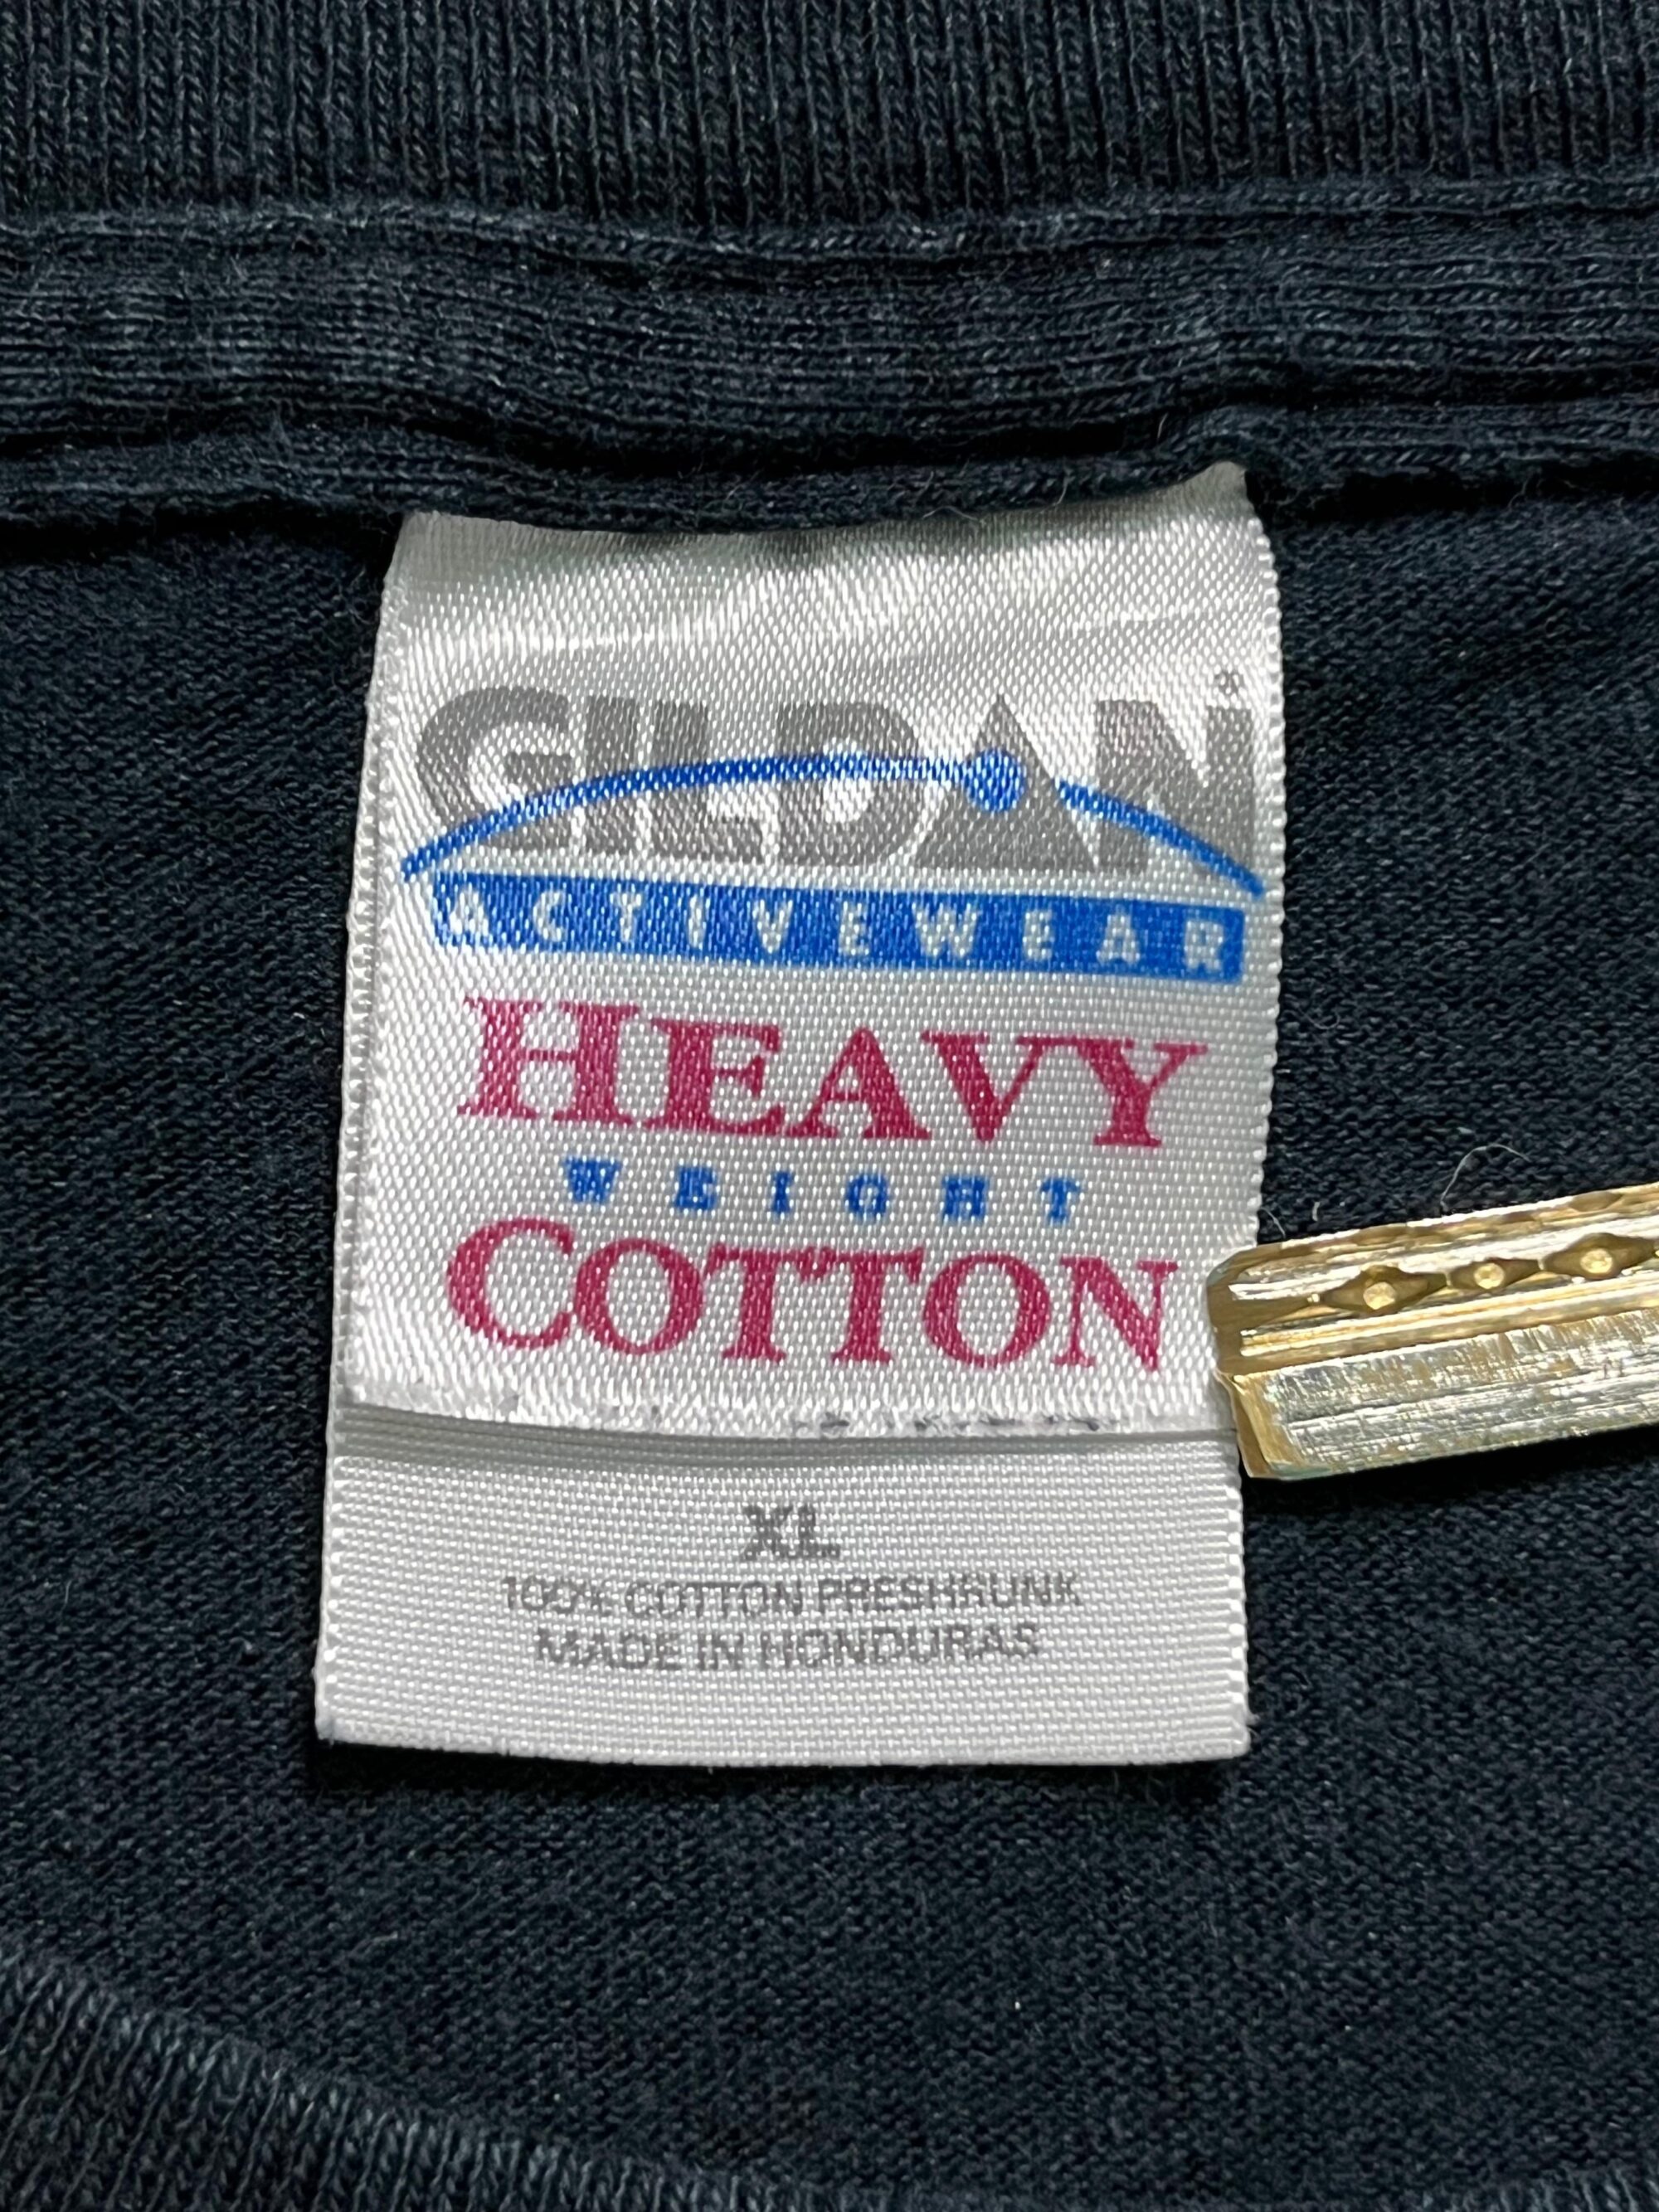 GILDAN®
ACTIVEWEAR
HEAVY
WEIGHT
COTTON
XL
100% COTTON PRESHRUNK
MADE IN HONDURAS